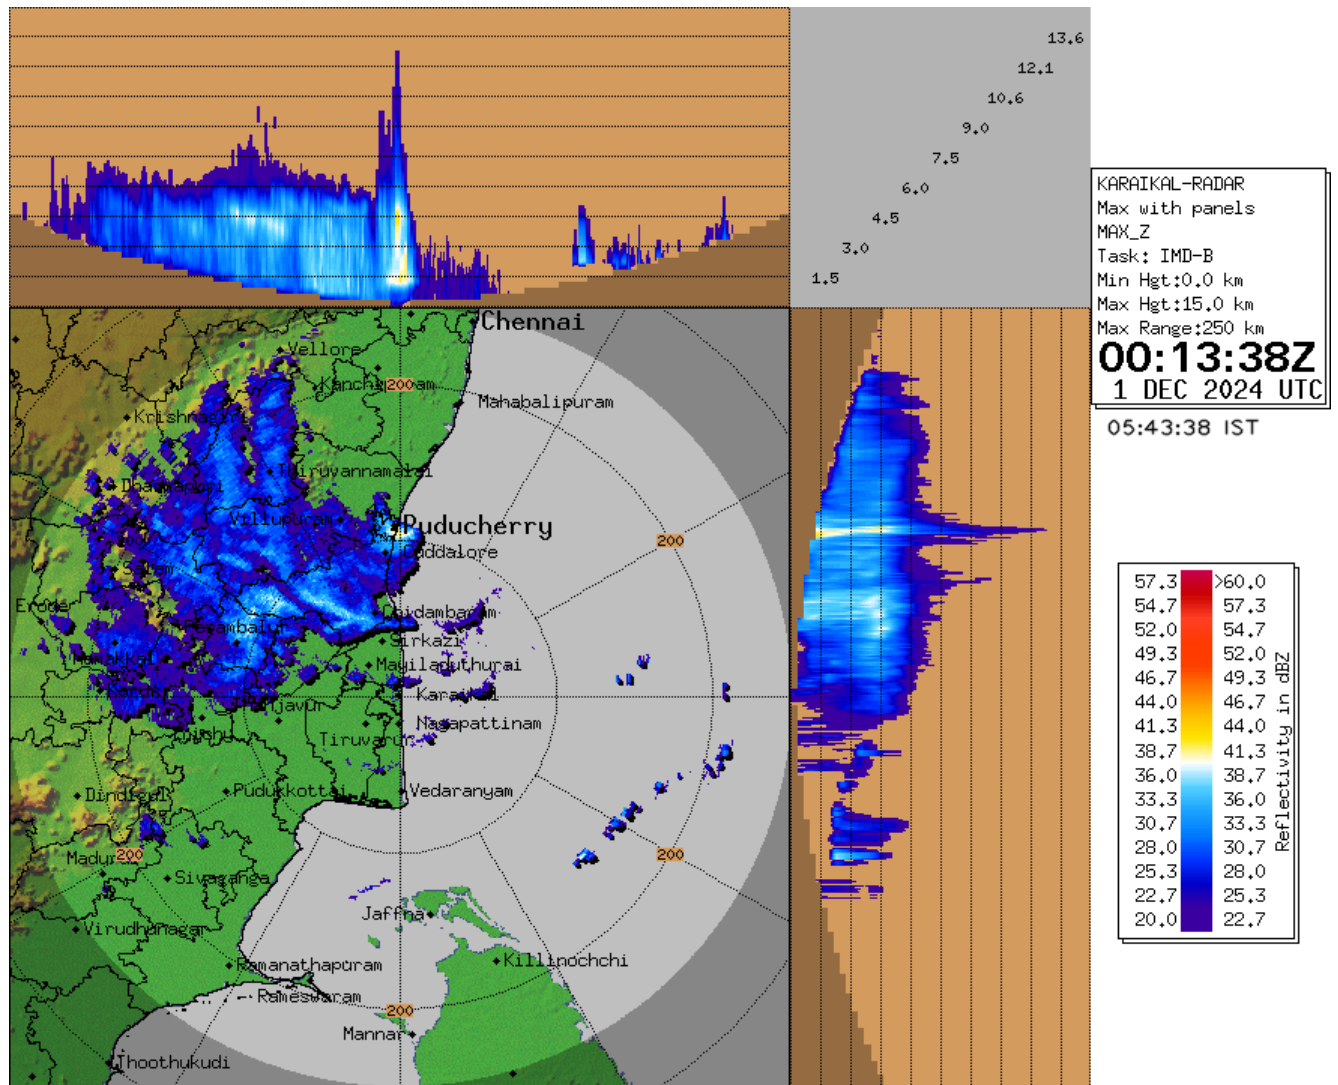 13.6
12.1
10.6
9.0
7.5
6.0
4.5
3.0
1.5
KARAIKAL-RADAR
Max with panels
MAX_Z
Task: IMD-B
Min Hgt:0.0 km
Max Hgt:15.0 km
Max Range:250 km
00:13:38Z
1 DEC 2024 UTC
05:43:38 IST
Chennai
Vellore
200
Mahabalipuram
Krishnagiri
Thiruvannamalai
Dharmapuri
Villupuram
Puducherry
200
Cuddalore
Salem
Erode
Chidambaram
Perambalur
Sirkazi
Namakkal
Mayiladuthurai
Karur
Karaikal
Nagapattinam
Tiruvarur
Dindigul
Pudukkottai
Vedaranyam
200
200
Sivaganga
Jaffna
Virudhunagar
Ramanathapuram
Killinochchi
Rameswaram
200
Mannar
Thoothukudi
57.3 >60.0
54.7 57.3
52.0 54.7
49.3 52.0
46.7 49.3
44.0 46.7
41.3 44.0
38.7 41.3
36.0 38.7
33.3 36.0
30.7 33.3
28.0 30.7
25.3 28.0
22.7 25.3
20.0 22.7
Reflectivity in dBZ